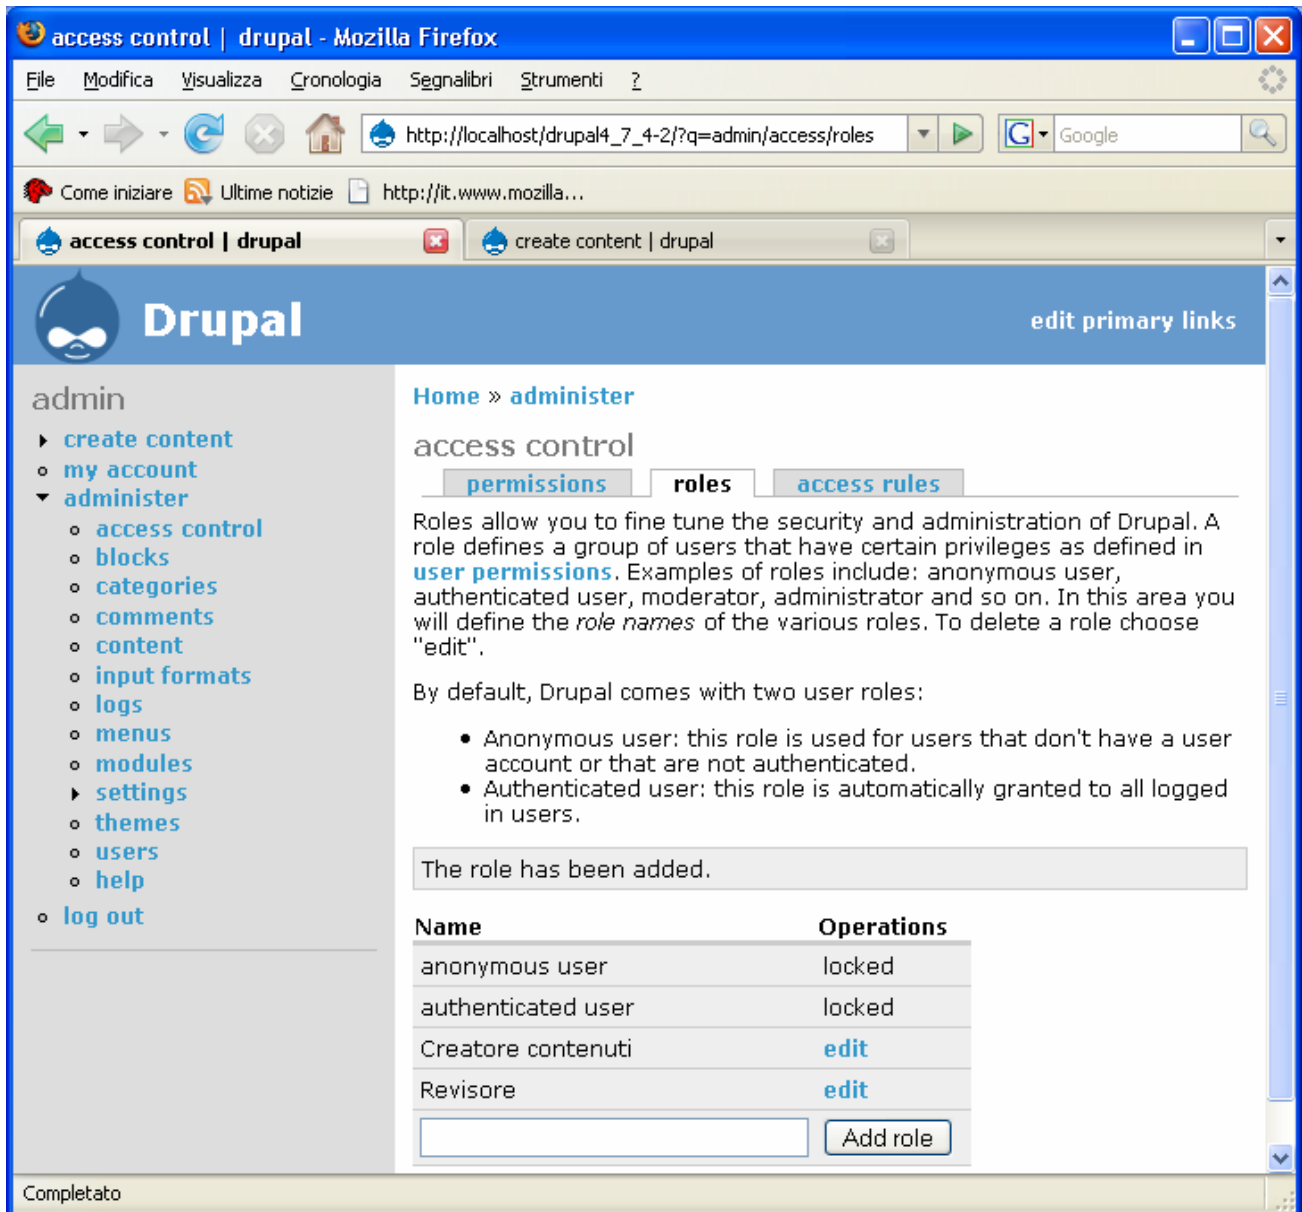 access control | drupal - Mozilla Firefox
File Modifica Visualizza Cronologia Segnalibri Strumenti ?
http://localhost/drupal4_7_4-2/?q=admin/access/roles G Google
Come iniziare Ultime notizie http://it.www.mozilla...
access control | drupal create content | drupal
Drupal
edit primary links
admin
create content
my account
administer
access control
blocks
categories
comments
content
input formats
logs
menus
modules
settings
themes
users
help
log out
Home » administer
access control
permissions roles access rules
Roles allow you to fine tune the security and administration of Drupal. A
role defines a group of users that have certain privileges as defined in
user permissions. Examples of roles include: anonymous user,
authenticated user, moderator, administrator and so on. In this area you
will define the role names of the various roles. To delete a role choose
"edit".
By default, Drupal comes with two user roles:
Anonymous user: this role is used for users that don't have a user
account or that are not authenticated.
Authenticated user: this role is automatically granted to all logged
in users.
The role has been added.
Name Operations
anonymous user locked
authenticated user locked
Creatore contenuti edit
Revisore edit
Add role
Completato